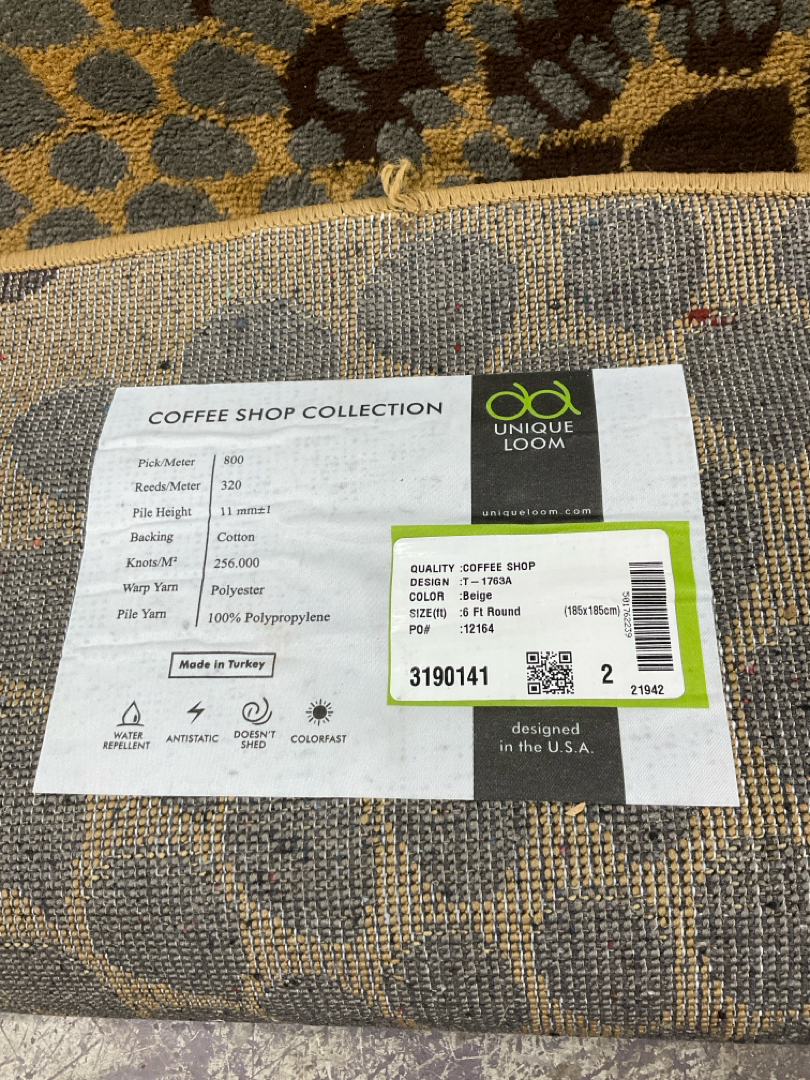 COFFEE SHOP COLLECTION
Pick/Meter 800
Reeds/Meter 320
Pile Height 11 mm±1
Backing Cotton
Knots/M² 256.000
Warp Yarn Polyester
Pile Yarn 100% Polypropylene
Made in Turkey
WATER
REPELLENT
ANTISTATIC
DOESN'T
SHED
COLORFAST
UNIQUE
LOOM
uniqueloom.com
QUALITY :COFFEE SHOP
DESIGN :T-1763A
COLOR :Beige
SIZE(ft) :6 Ft Round (185x185cm)
PO# :12164
3190141
2
501762239
21942
designed
in the U.S.A.